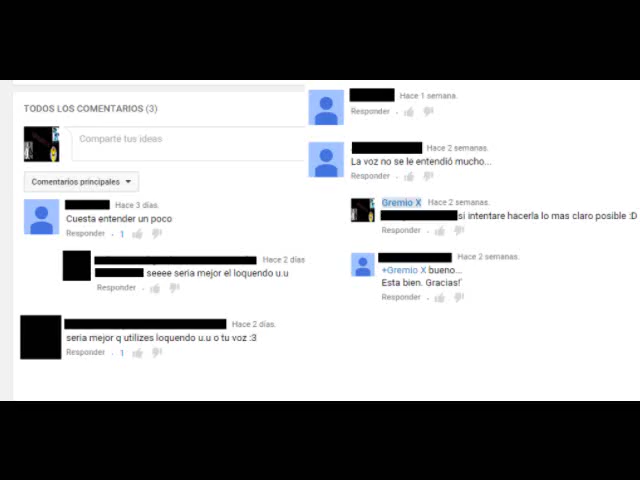 TODOS LOS COMENTARIOS (3)
Comparte tus ideas
Comentarios principales
Hace 3 días.
Cuesta entender un poco
Responder · 1
Hace 2 días
seeee seria mejor el loquendo u.u
Responder ·
Hace 2 días.
seria mejor q utilizes loquendo u.u o tu voz :3
Responder · 1
Hace 1 semana.
Responder ·
Hace 2 semanas.
La voz no se le entendió mucho...
Responder ·
Gremio X Hace 2 semanas.
si intentare hacerla lo mas claro posible :D
Responder ·
Hace 2 semanas.
+Gremio X bueno...
Esta bien. Gracias!'
Responder ·